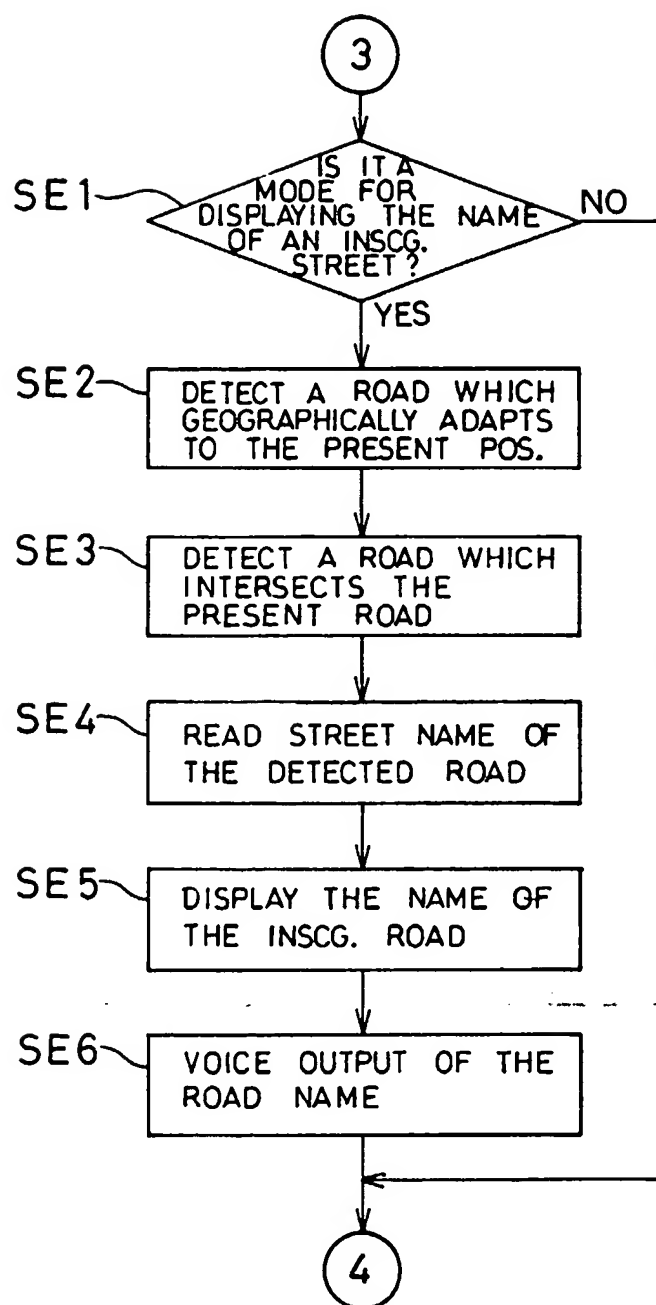 3
SE1
IS IT A
MODE FOR
DISPLAYING THE NAME
OF AN INSCG.
STREET?
NO
YES
SE2
DETECT A ROAD WHICH
GEOGRAPHICALLY ADAPTS
TO THE PRESENT POS.
SE3
DETECT A ROAD WHICH
INTERSECTS THE
PRESENT ROAD
SE4
READ STREET NAME OF
THE DETECTED ROAD
SE5
DISPLAY THE NAME OF
THE INSCG. ROAD
SE6
VOICE OUTPUT OF THE
ROAD NAME
4